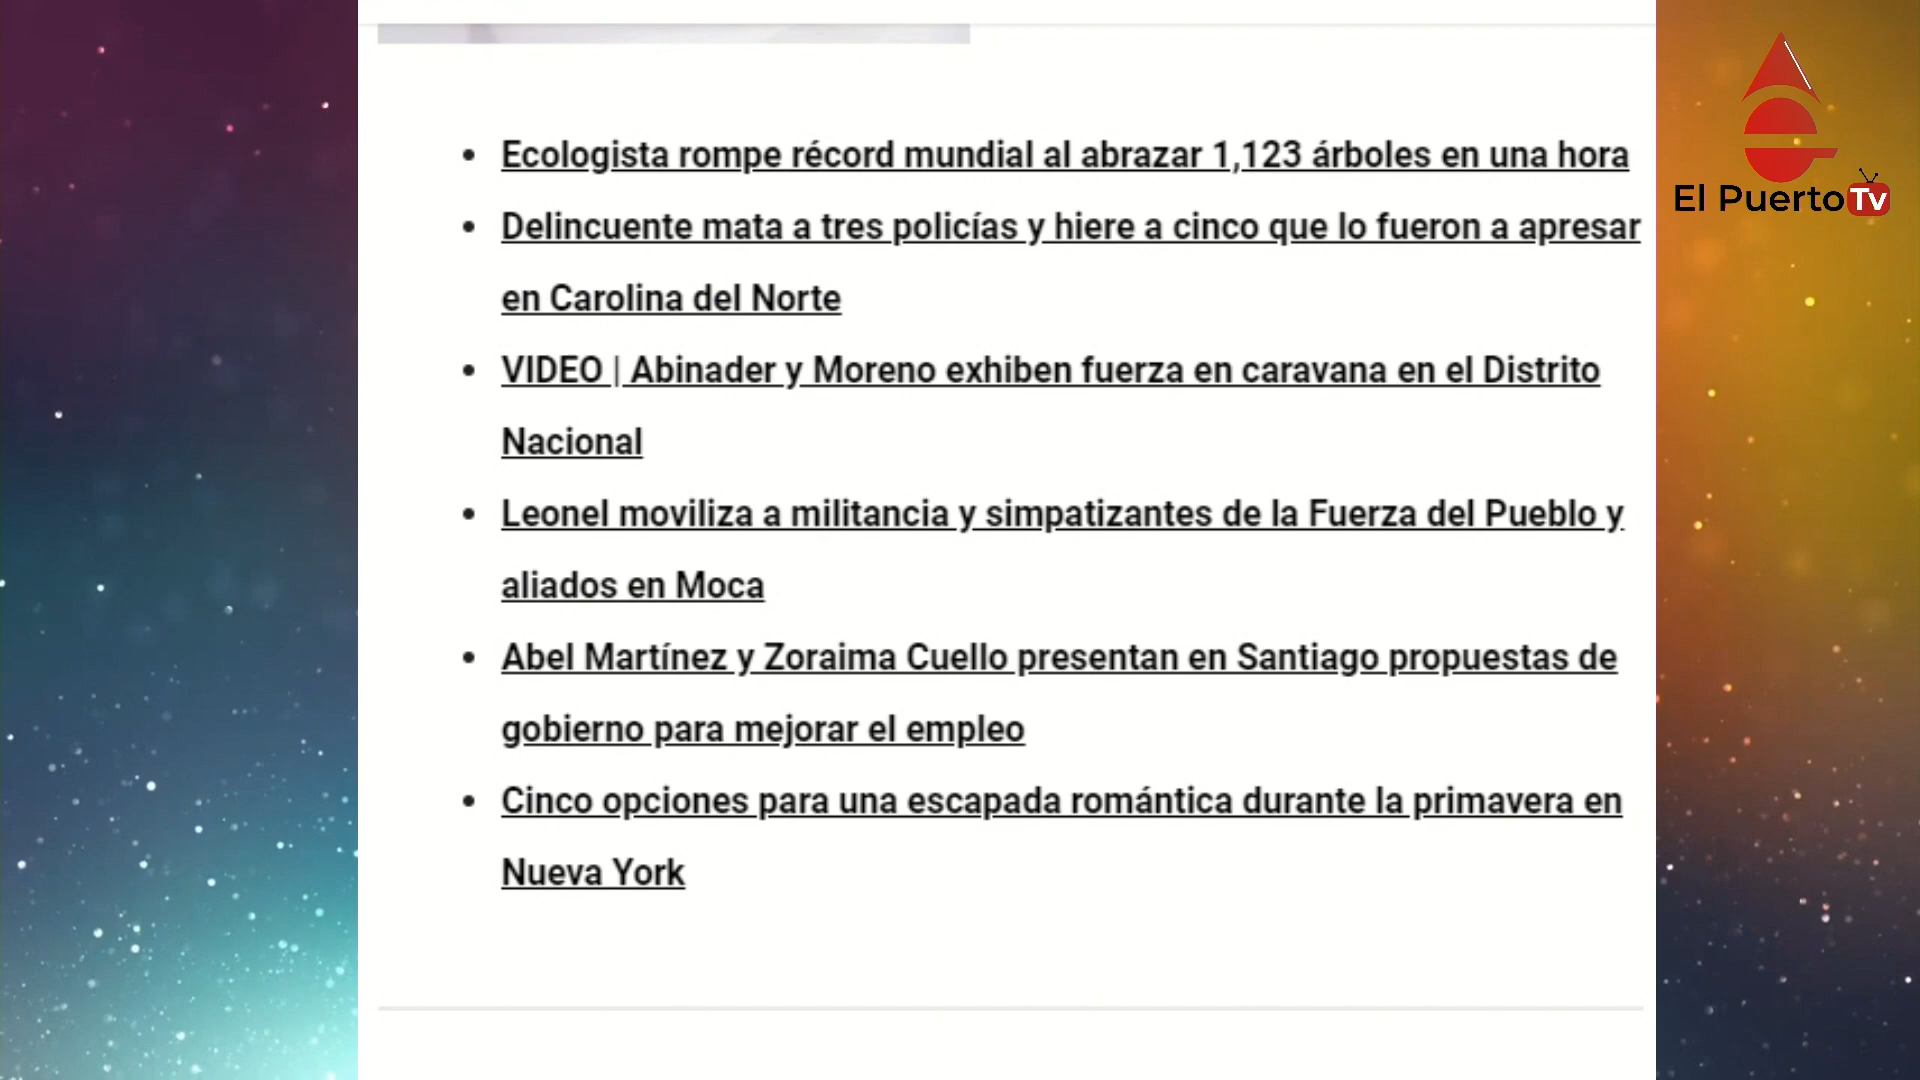 Ecologista rompe récord mundial al abrazar 1,123 árboles en una hora
Delincuente mata a tres policías y hiere a cinco que lo fueron a apresar
en Carolina del Norte
VIDEO | Abinader y Moreno exhiben fuerza en caravana en el Distrito
Nacional
Leonel moviliza a militancia y simpatizantes de la Fuerza del Pueblo y
aliados en Moca
Abel Martínez y Zoraima Cuello presentan en Santiago propuestas de
gobierno para mejorar el empleo
Cinco opciones para una escapada romántica durante la primavera en
Nueva York
El Puerto Tv